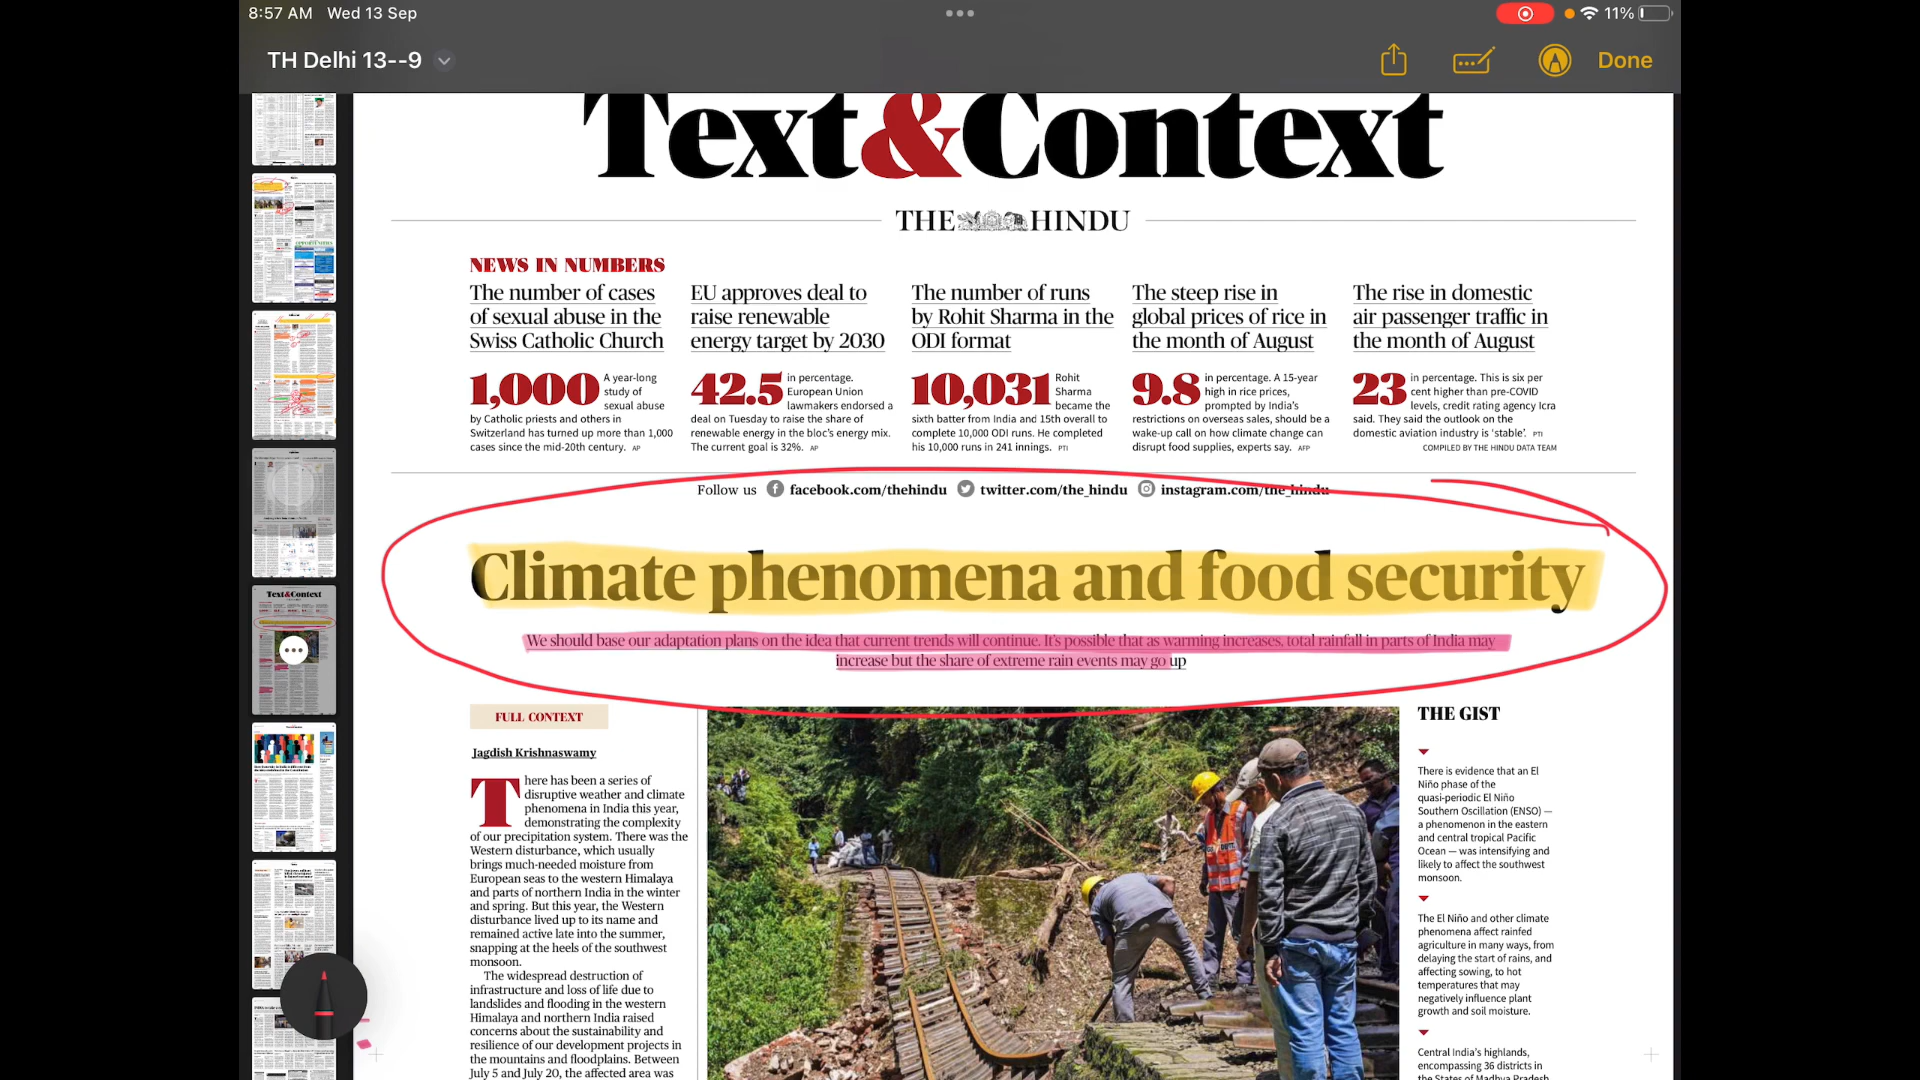 8:57 AM Wed 13 Sep
11%
TH Delhi 13--9
Done
Text&Context
THE HINDU
NEWS IN NUMBERS
The number of cases
of sexual abuse in the
Swiss Catholic Church
1,000 A year-long
study of
sexual abuse
by Catholic priests and others in
Switzerland has turned up more than 1,000
cases since the mid-20th century. AP
EU approves deal to
raise renewable
energy target by 2030
42.5 in percentage.
European Union
lawmakers endorsed a
deal on Tuesday to raise the share of
renewable energy in the bloc's energy mix.
The current goal is 32%. AP
The number of runs
by Rohit Sharma in the
ODI format
10,031 Rohit
Sharma
became the
sixth batter from India and 15th overall to
complete 10,000 ODI runs. He completed
his 10,000 runs in 241 innings. PTI
The steep rise in
global prices of rice in
the month of August
9.8 in percentage. A 15-year
high in rice prices,
prompted by India's
restrictions on overseas sales, should be a
wake-up call on how climate change can
disrupt food supplies, experts say. AFP
The rise in domestic
air passenger traffic in
the month of August
23 in percentage. This is six per
cent higher than pre-COVID
levels, credit rating agency Icra
said. They said the outlook on the
domestic aviation industry is 'stable'. PTI
COMPILED BY THE HINDU DATA TEAM
Follow us facebook.com/thehindu twitter.com/the_hindu instagram.com/the_hindu
Climate phenomena and food security
We should base our adaptation plans on the idea that current trends will continue. It's possible that as warming increases, total rainfall in parts of India may
increase but the share of extreme rain events may go up
FULL CONTEXT
Jagdish Krishnaswamy
There has been a series of
disruptive weather and climate
phenomena in India this year,
demonstrating the complexity
of our precipitation system. There was the
Western disturbance, which usually
brings much-needed moisture from
European seas to the western Himalaya
and parts of northern India in the winter
and spring. But this year, the Western
disturbance lived up to its name and
remained active late into the summer,
snapping at the heels of the southwest
monsoon.
The widespread destruction of
infrastructure and loss of life due to
landslides and flooding in the western
Himalaya and northern India raised
concerns about the sustainability and
resilience of our development projects in
the mountains and floodplains. Between
July 5 and July 20, the affected area was
THE GIST
There is evidence that an El
Niño phase of the
quasi-periodic El Niño
Southern Oscillation (ENSO) —
a phenomenon in the eastern
and central tropical Pacific
Ocean — was intensifying and
likely to affect the southwest
monsoon.
The El Niño and other climate
phenomena affect rainfed
agriculture in many ways, from
delaying the start of rains, and
affecting sowing, to hot
temperatures that may
negatively influence plant
growth and soil moisture.
Central India's highlands,
encompassing 36 districts in
the States of Madhya Pradesh